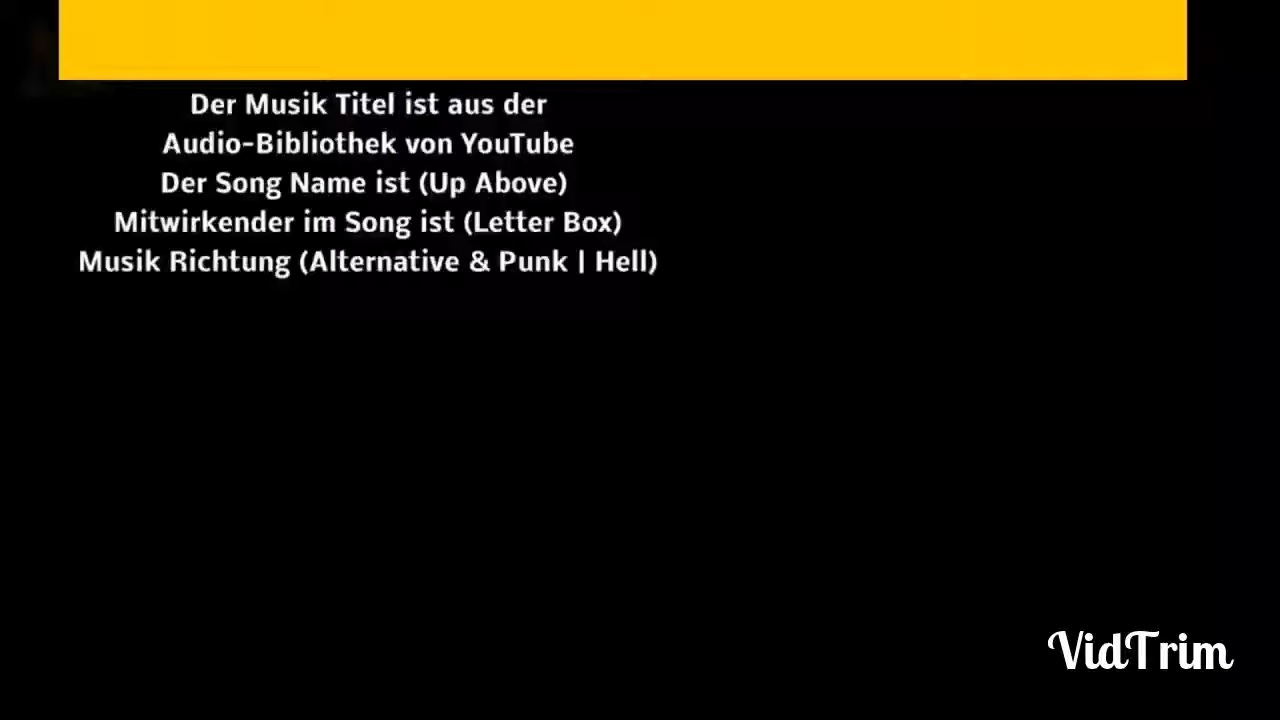 Der Musik Titel ist aus der
Audio-Bibliothek von YouTube
Der Song Name ist (Up Above)
Mitwirkender im Song ist (Letter Box)
Musik Richtung (Alternative & Punk | Hell)
VidTrim